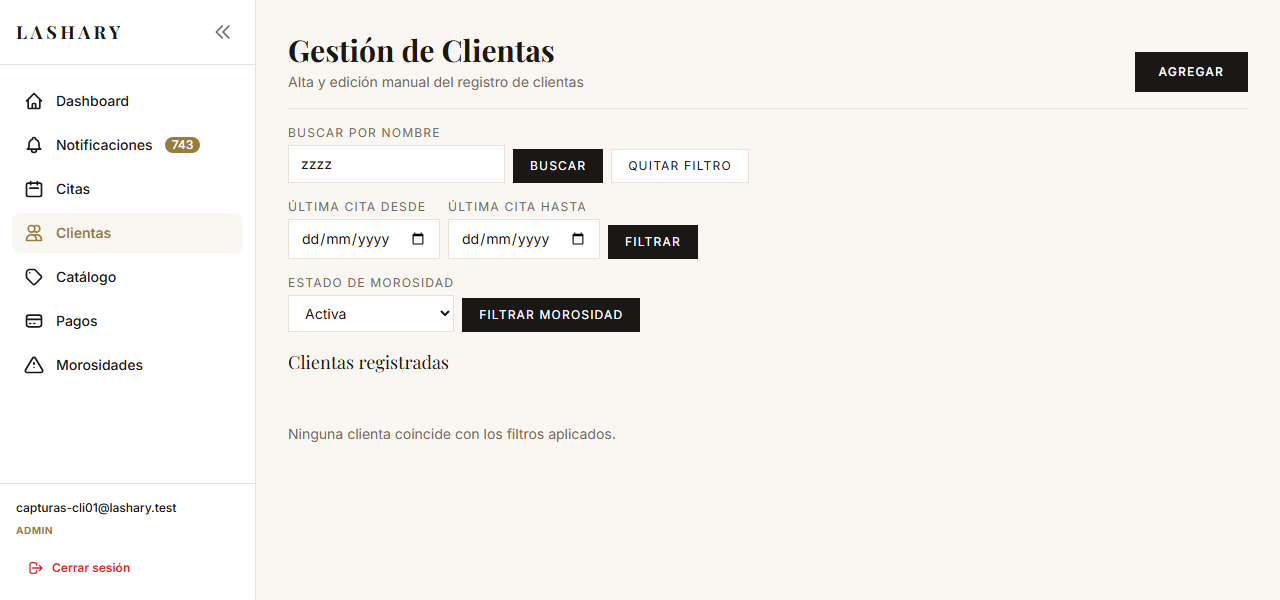 LASHARY
Dashboard
Notificaciones 743
Citas
Clientas
Catálogo
Pagos
Morosidades
capturas-cli01@lashary.test
ADMIN
Cerrar sesión
Gestión de Clientas
Alta y edición manual del registro de clientas
AGREGAR
BUSCAR POR NOMBRE
zzzz BUSCAR QUITAR FILTRO
ÚLTIMA CITA DESDE ÚLTIMA CITA HASTA
dd/mm/yyyy dd/mm/yyyy FILTRAR
ESTADO DE MOROSIDAD
Activa FILTRAR MOROSIDAD
Clientas registradas
Ninguna clienta coincide con los filtros aplicados.